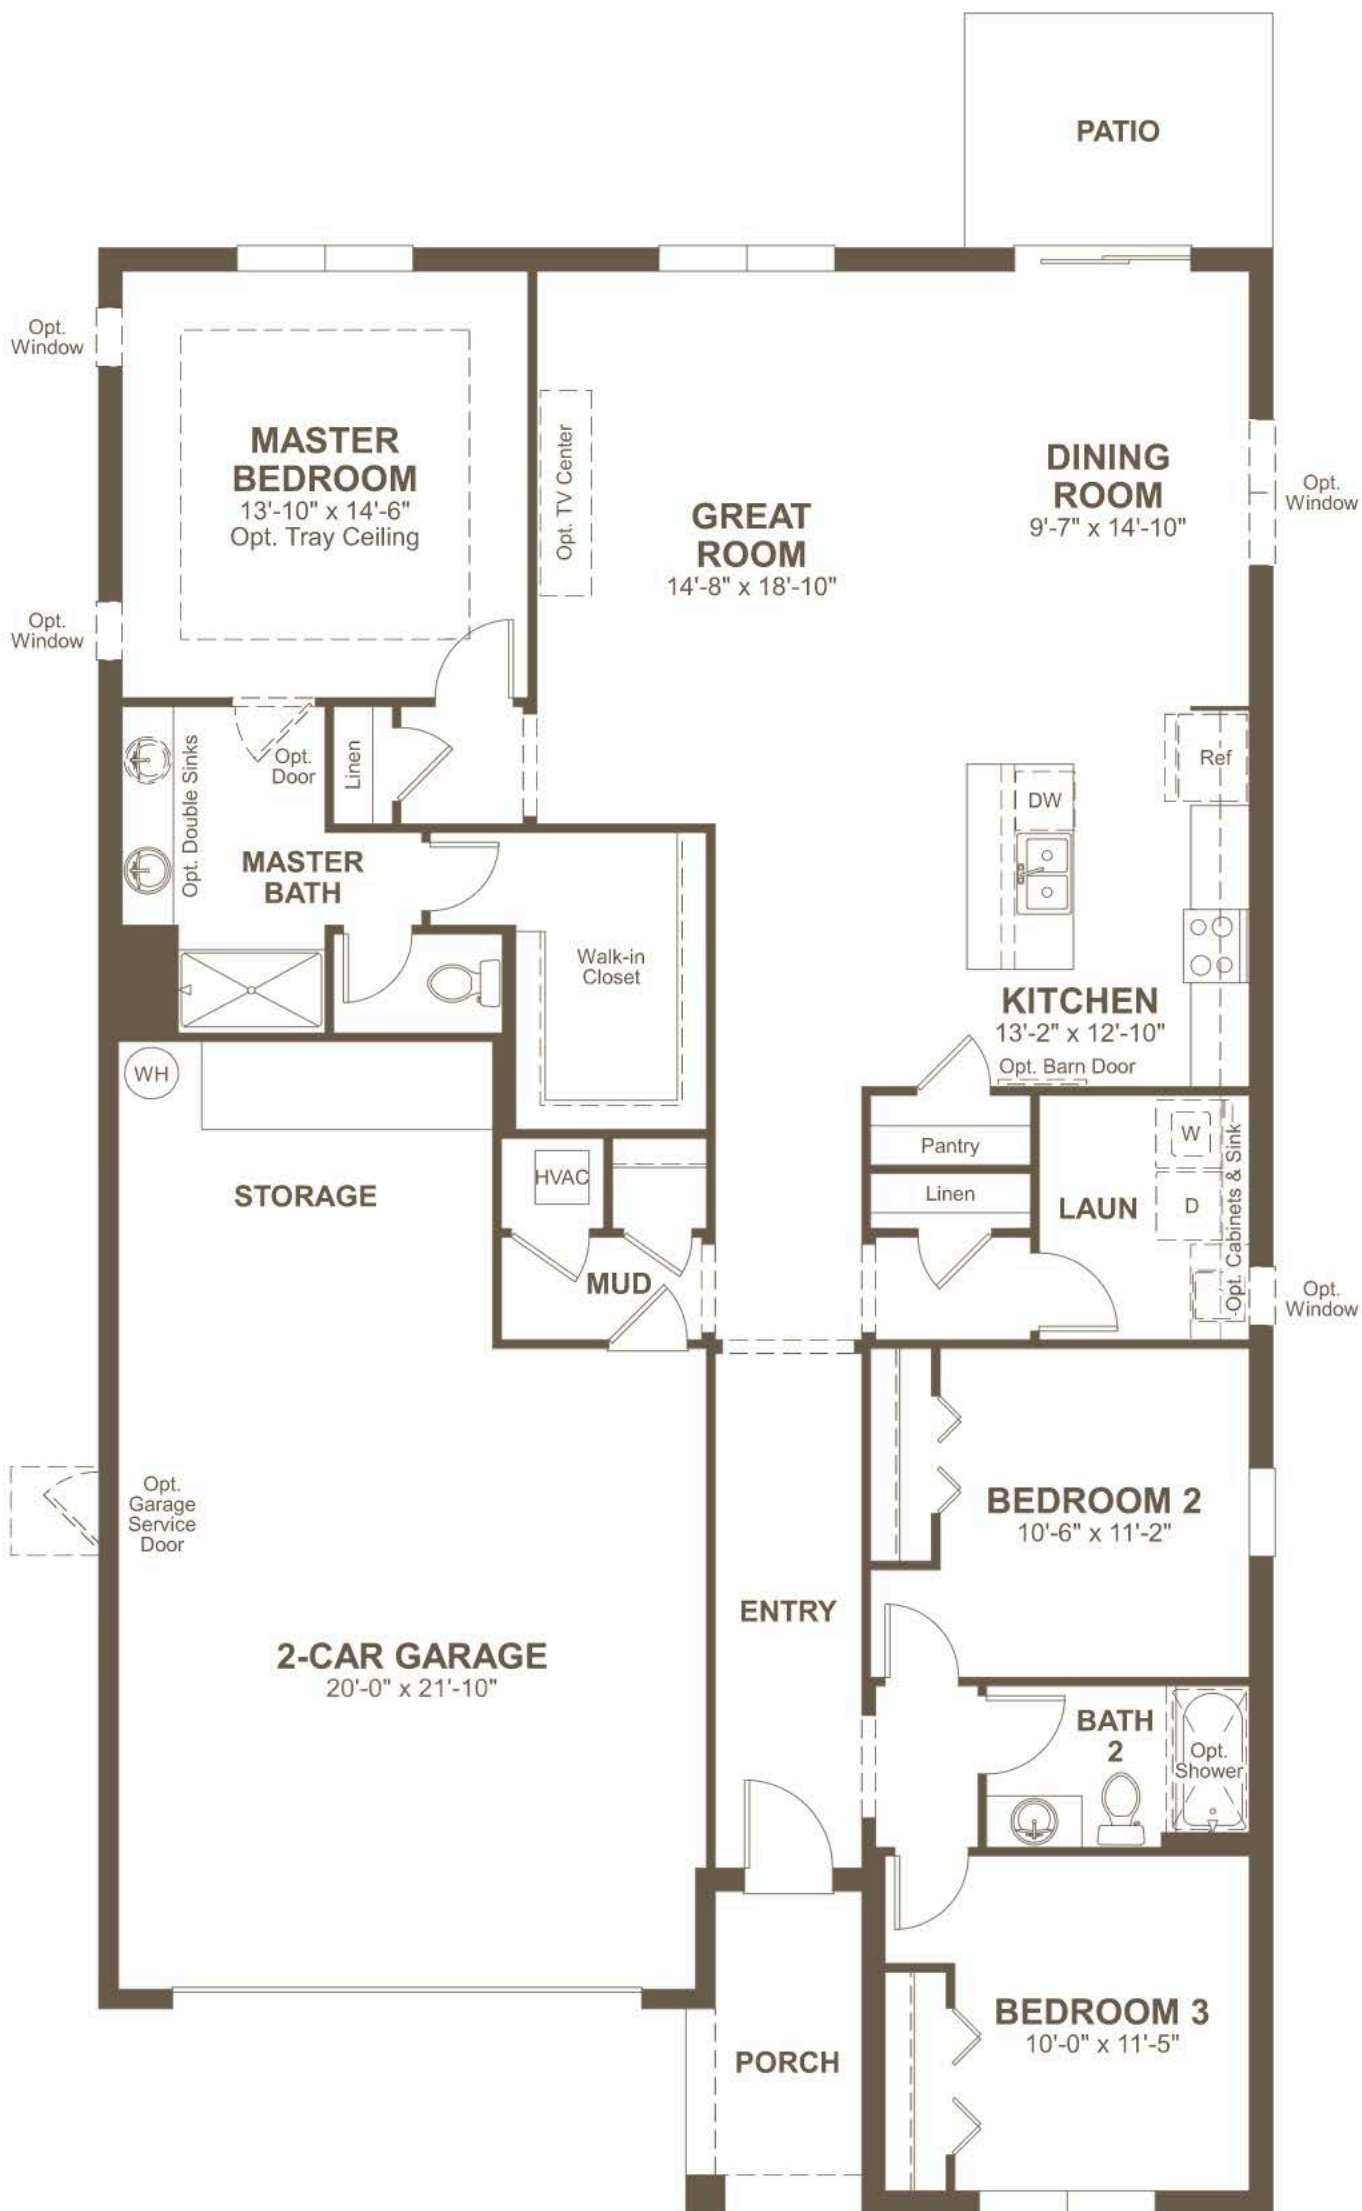 PATIO
Opt.
Window
MASTER
BEDROOM
13'-10" x 14'-6"
Opt. Tray Ceiling
Opt. TV Center
GREAT
ROOM
14'-8" x 18'-10"
DINING
ROOM
9'-7" x 14'-10"
Opt.
Window
Opt.
Window
Opt. Double Sinks
Opt.
Door
Linen
MASTER
BATH
Walk-in
Closet
DW
Ref
KITCHEN
13'-2" x 12'-10"
Opt. Barn Door
WH
STORAGE
HVAC
MUD
Pantry
Linen
LAUN
W
D
Opt. Cabinets & Sink
Opt.
Window
Opt.
Garage
Service
Door
2-CAR GARAGE
20'-0" x 21'-10"
ENTRY
BEDROOM 2
10'-6" x 11'-2"
BATH
2
Opt.
Shower
PORCH
BEDROOM 3
10'-0" x 11'-5"